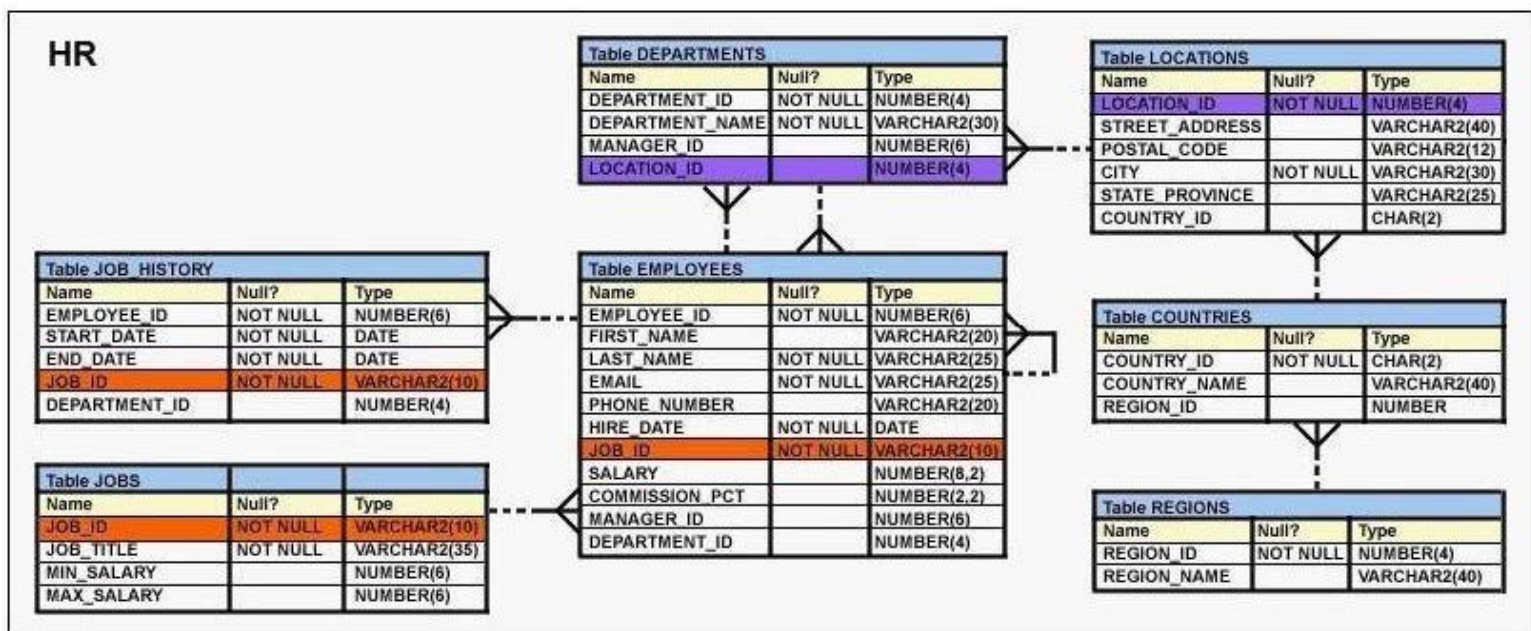 HR
Table DEPARTMENTS
Name Null? Type
DEPARTMENT_ID NOT NULL NUMBER(4)
DEPARTMENT_NAME NOT NULL VARCHAR2(30)
MANAGER_ID NUMBER(6)
LOCATION_ID NUMBER(4)
Table LOCATIONS
Name Null? Type
LOCATION_ID NOT NULL NUMBER(4)
STREET_ADDRESS VARCHAR2(40)
POSTAL_CODE VARCHAR2(12)
CITY NOT NULL VARCHAR2(30)
STATE_PROVINCE VARCHAR2(25)
COUNTRY_ID CHAR(2)
Table JOB_HISTORY
Name Null? Type
EMPLOYEE_ID NOT NULL NUMBER(6)
START_DATE NOT NULL DATE
END_DATE NOT NULL DATE
JOB_ID NOT NULL VARCHAR2(10)
DEPARTMENT_ID NUMBER(4)
Table EMPLOYEES
Name Null? Type
EMPLOYEE_ID NOT NULL NUMBER(6)
FIRST_NAME VARCHAR2(20)
LAST_NAME NOT NULL VARCHAR2(25)
EMAIL NOT NULL VARCHAR2(25)
PHONE_NUMBER VARCHAR2(20)
HIRE_DATE NOT NULL DATE
JOB_ID NOT NULL VARCHAR2(10)
SALARY NUMBER(8,2)
COMMISSION_PCT NUMBER(2,2)
MANAGER_ID NUMBER(6)
DEPARTMENT_ID NUMBER(4)
Table COUNTRIES
Name Null? Type
COUNTRY_ID NOT NULL CHAR(2)
COUNTRY_NAME VARCHAR2(40)
REGION_ID NUMBER
Table JOBS
Name Null? Type
JOB_ID NOT NULL VARCHAR2(10)
JOB_TITLE NOT NULL VARCHAR2(35)
MIN_SALARY NUMBER(6)
MAX_SALARY NUMBER(6)
Table REGIONS
Name Null? Type
REGION_ID NOT NULL NUMBER(4)
REGION_NAME VARCHAR2(40)